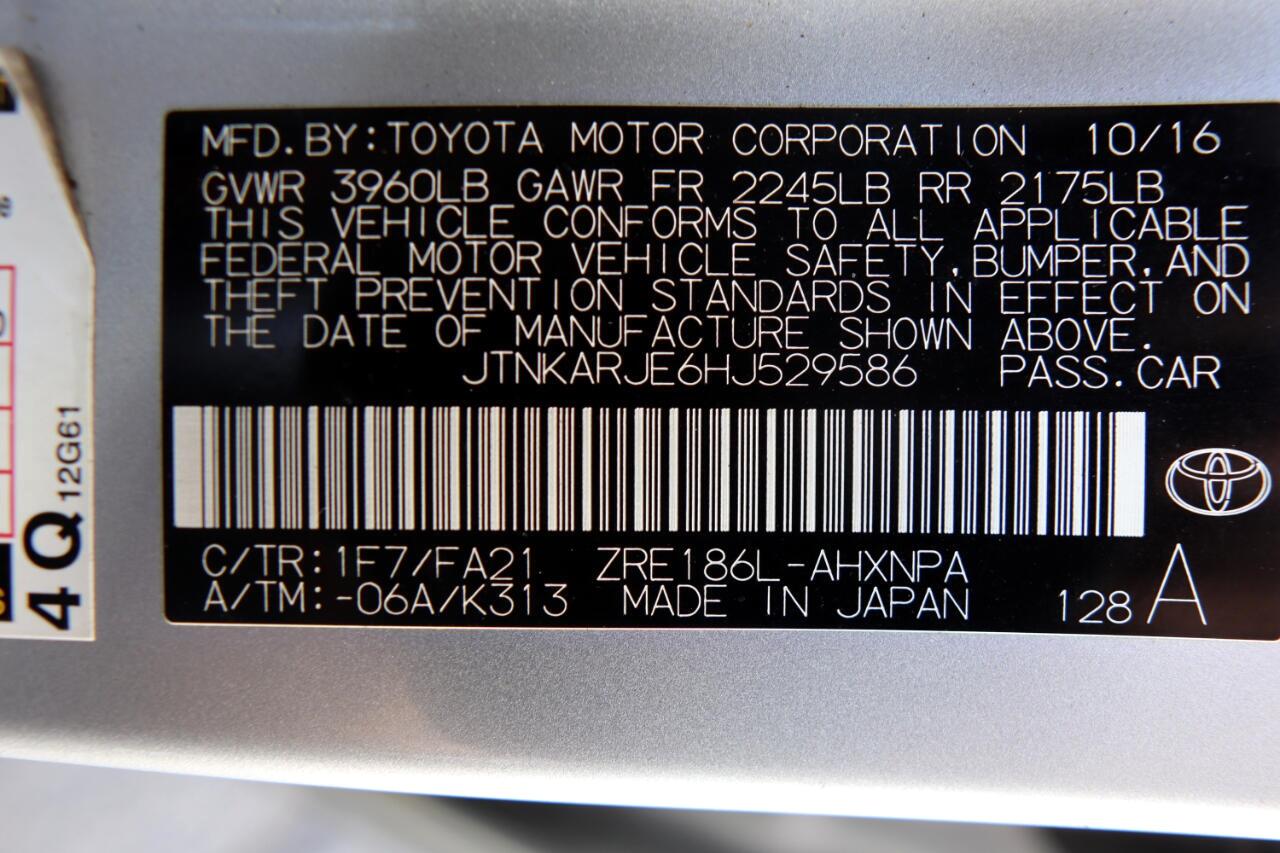 MFD. BY: TOYOTA MOTOR CORPORATION 10/16
GVWR 3960LB GAWR FR 2245LB RR 2175LB
THIS VEHICLE CONFORMS TO ALL APPLICABLE
FEDERAL MOTOR VEHICLE SAFETY, BUMPER, AND
THEFT PREVENTION STANDARDS IN EFFECT ON
THE DATE OF MANUFACTURE SHOWN ABOVE.
JTNKARJE6HJ529586 PASS. CAR
C/TR: 1F7/FA21 ZRE186L-AHXNPA
A/TM: -06A/K313 MADE IN JAPAN 128 A
4Q 12G61